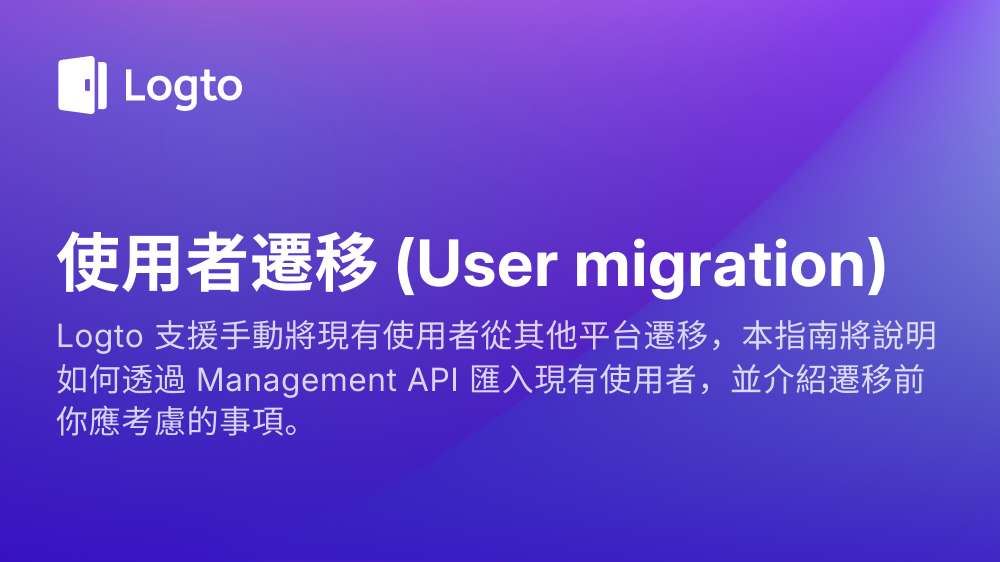 Logto
使用者遷移 (User migration)
Logto 支援手動將現有使用者從其他平台遷移，本指南將說明
如何透過 Management API 匯入現有使用者，並介紹遷移前
你應考慮的事項。